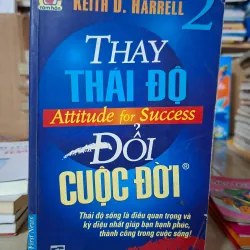 KEITH D. HARRELL
2
THAY
THÁI ĐỘ
Attitude for Success
ĐỔI
CUỘC ĐỜI®
Thái độ sống là điều quan trọng và
kỳ diệu nhất giúp bạn hạnh phúc,
thành công trong cuộc sống!